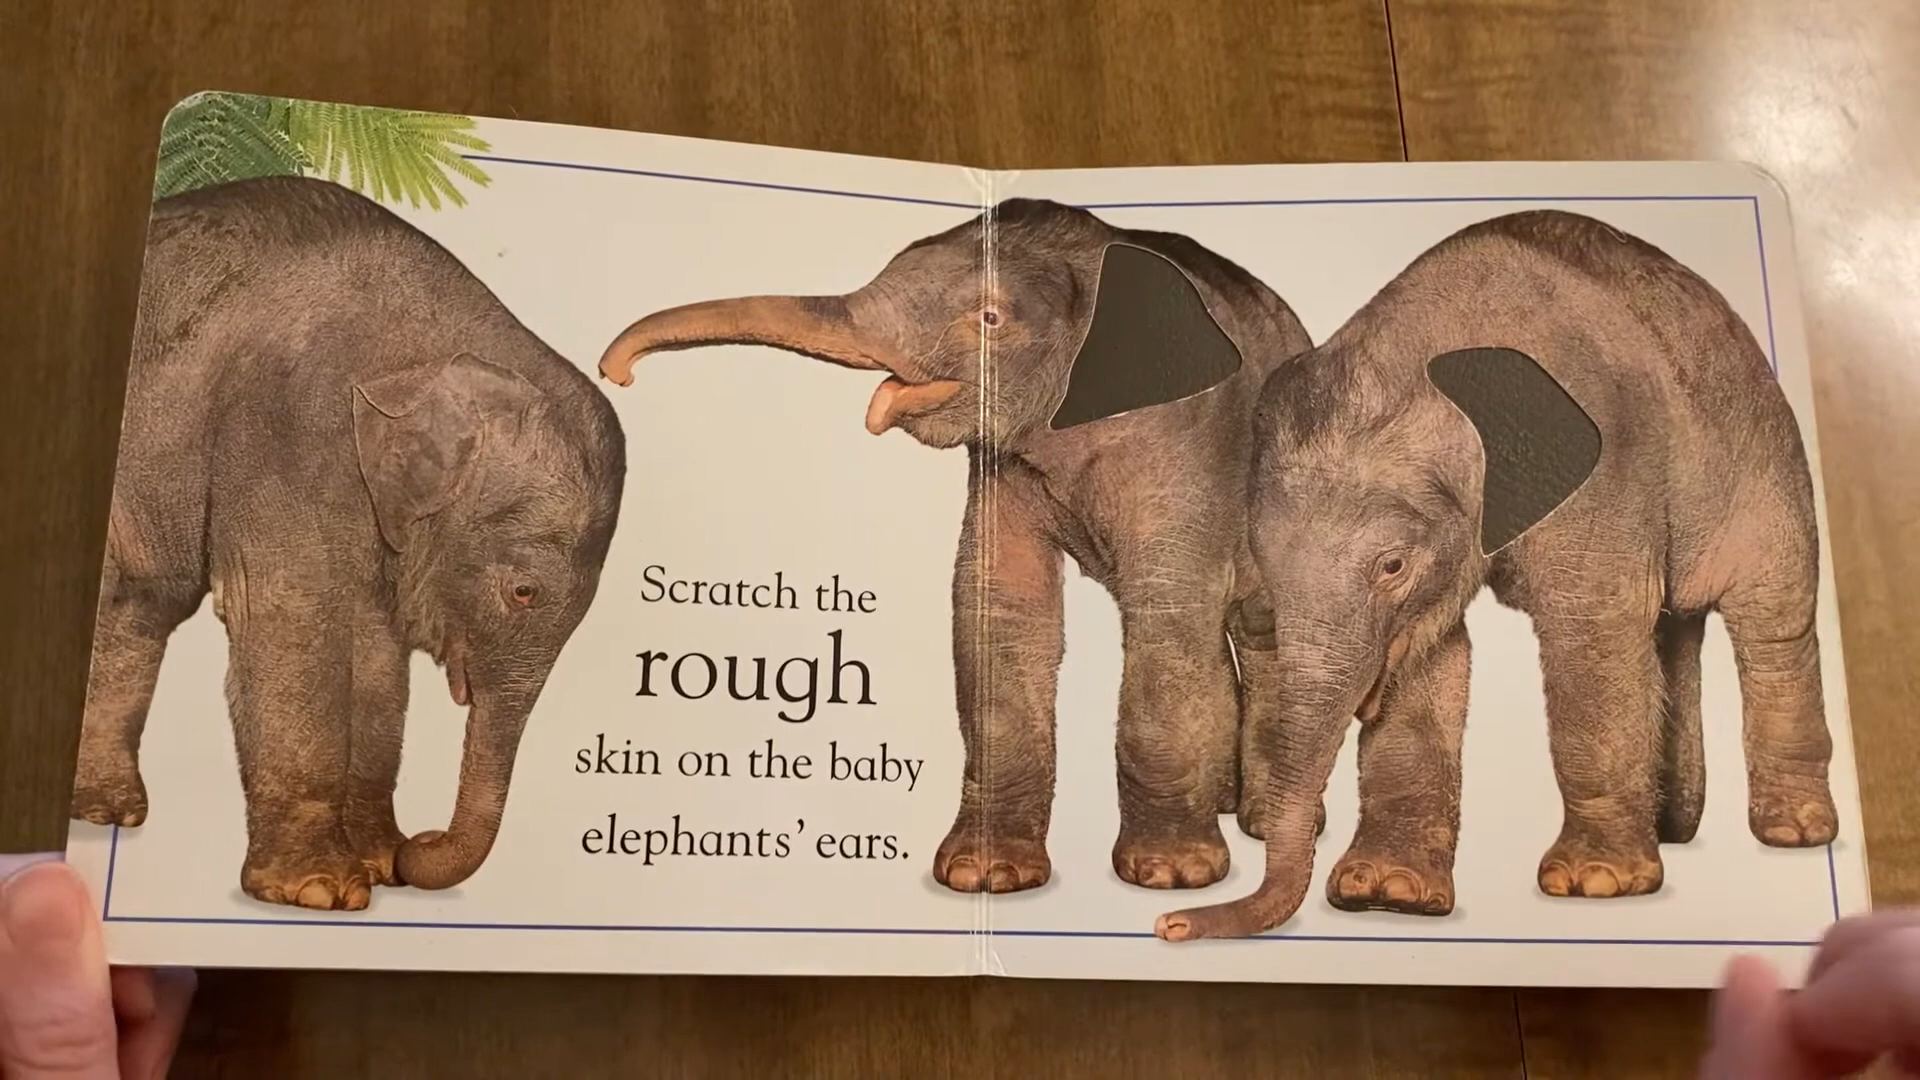 Scratch the
rough
skin on the baby
elephants’ ears.